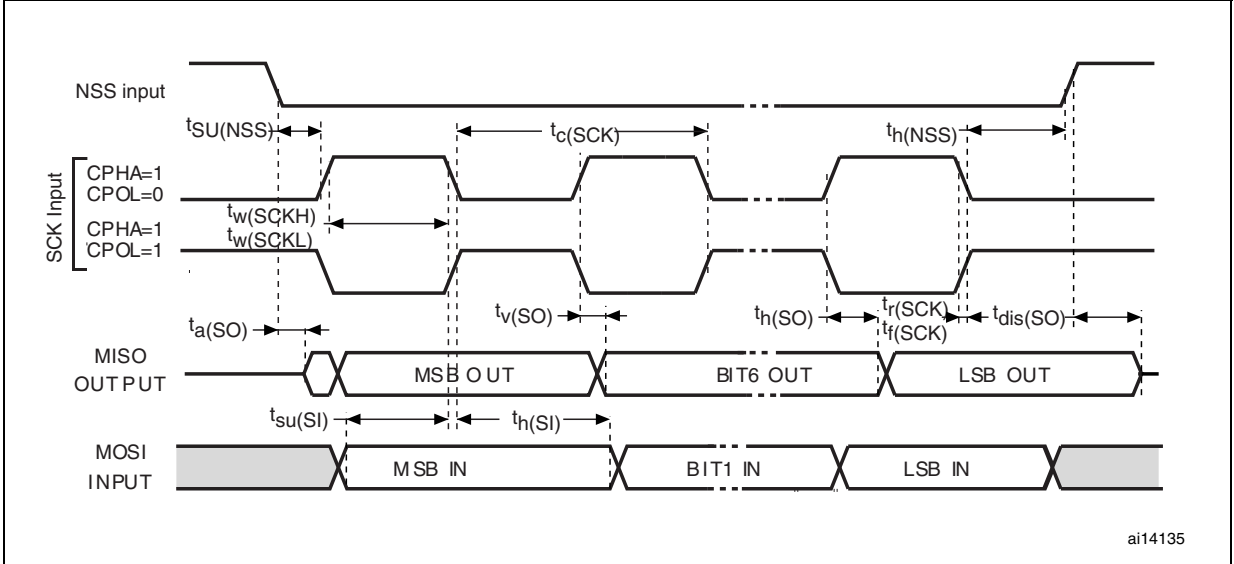 NSS input
tSU(NSS)
tc(SCK)
th(NSS)
SCK Input
CPHA=1
CPOL=0
tw(SCKH)
tw(SCKL)
CPHA=1
CPOL=1
ta(SO)
tv(SO)
th(SO)
tr(SCK)
tf(SCK)
tdis(SO)
MISO
OUTPUT
MSB OUT
BIT6 OUT
LSB OUT
tsu(SI)
th(SI)
MOSI
INPUT
MSB IN
BIT1 IN
LSB IN
ai14135